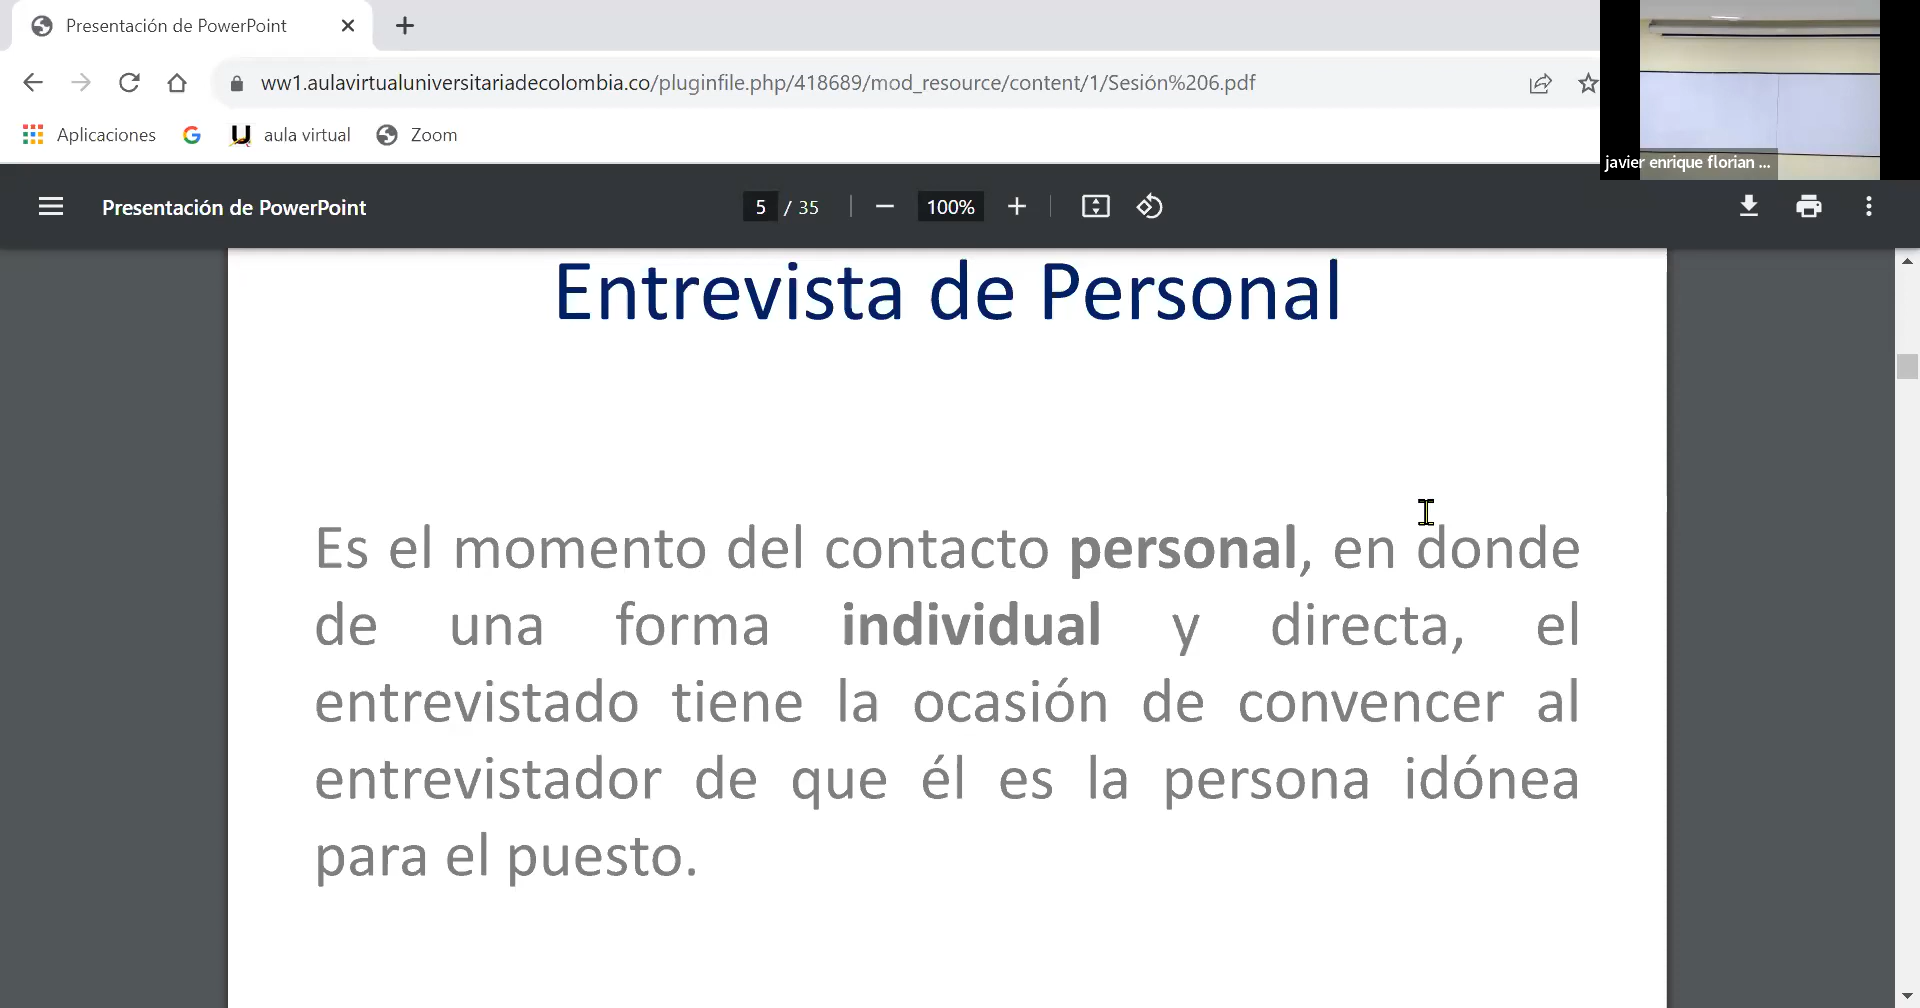 Presentación de PowerPoint
ww1.aulavirtualuniversitariadecolombia.co/pluginfile.php/418689/mod_resource/content/1/Sesión%206.pdf
Aplicaciones aula virtual Zoom
javier enrique florian ...
Presentación de PowerPoint 5 / 35 100%
Entrevista de Personal
Es el momento del contacto personal, en donde
de una forma individual y directa, el
entrevistado tiene la ocasión de convencer al
entrevistador de que él es la persona idónea
para el puesto.